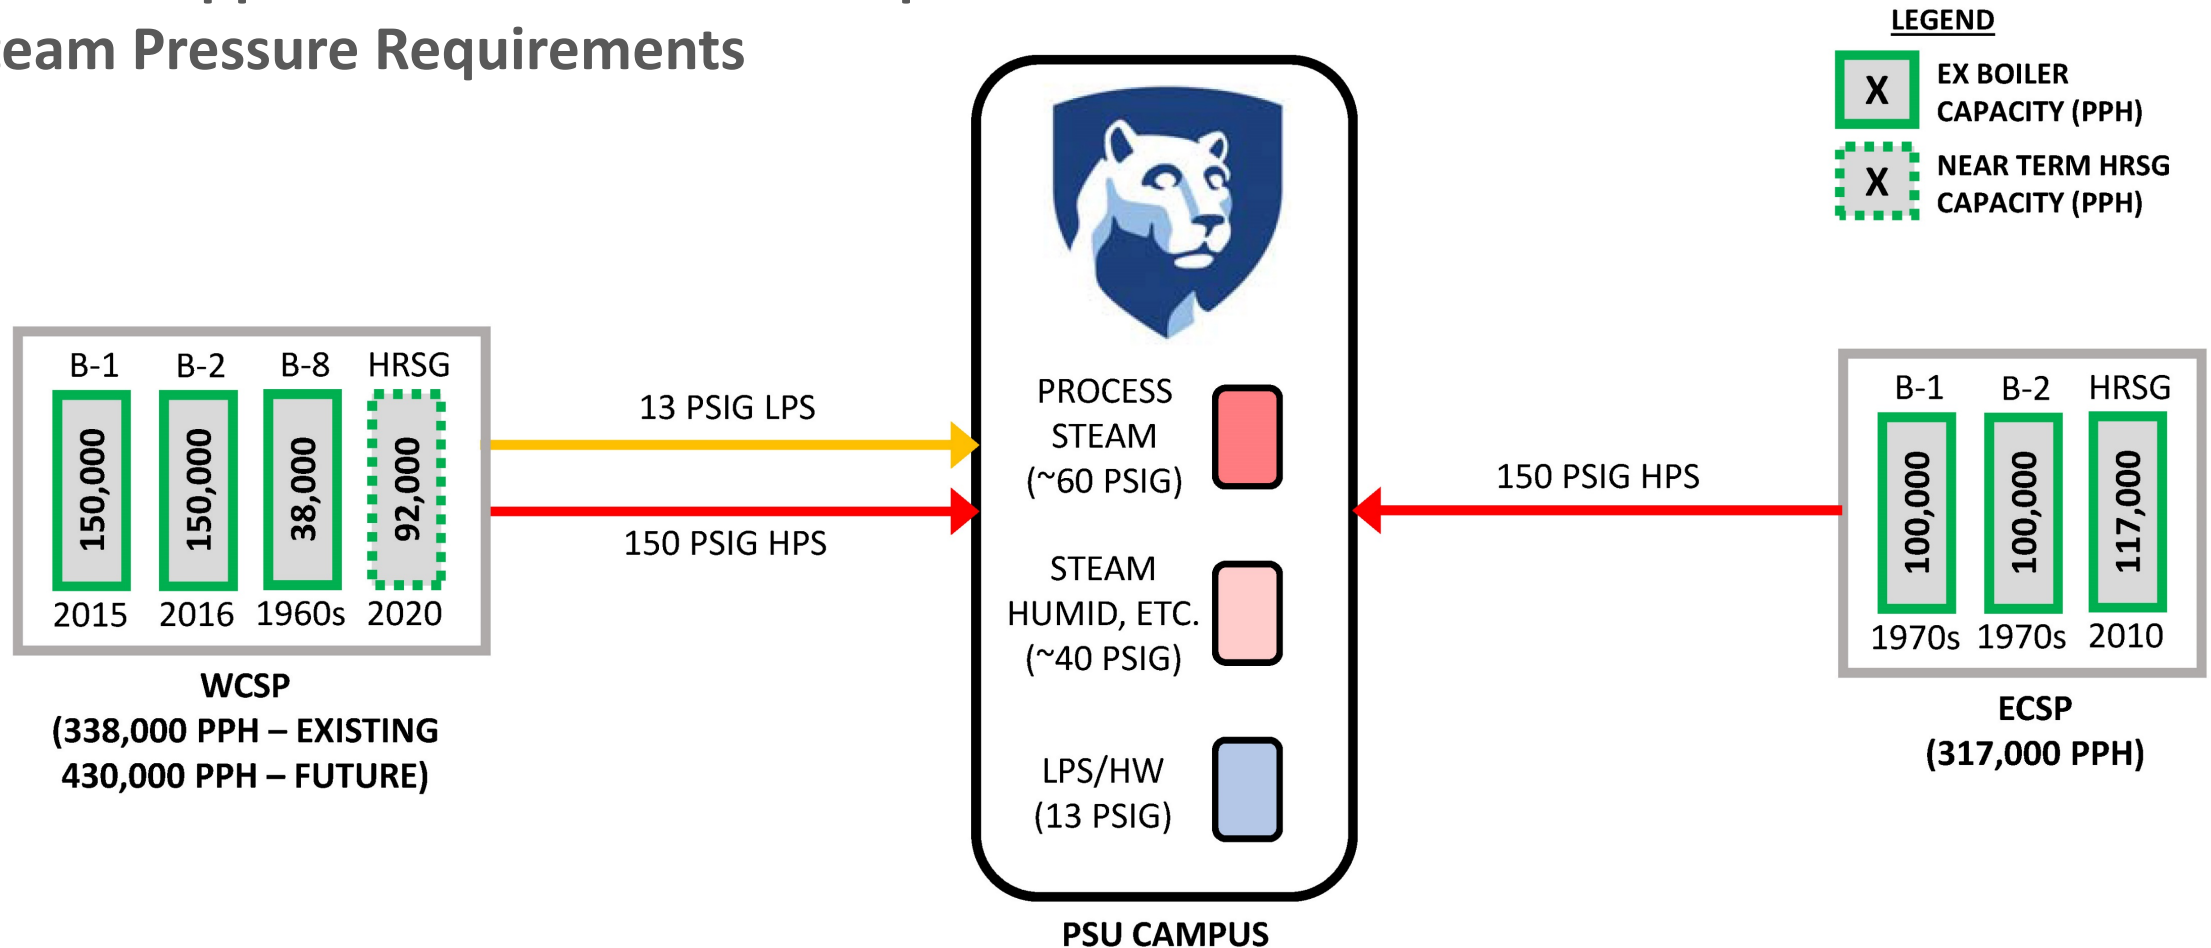 team Pressure Requirements
LEGEND
X
EX BOILER
CAPACITY (PPH)
X
NEAR TERM HRSG
CAPACITY (PPH)
B-1
B-2
B-8
HRSG
150,000
150,000
38,000
92,000
2015
2016
1960s
2020
WCSP
(338,000 PPH – EXISTING
430,000 PPH – FUTURE)
13 PSIG LPS
150 PSIG HPS
PROCESS
STEAM
(~60 PSIG)
STEAM
HUMID, ETC.
(~40 PSIG)
LPS/HW
(13 PSIG)
PSU CAMPUS
150 PSIG HPS
B-1
B-2
HRSG
100,000
100,000
117,000
1970s
1970s
2010
ECSP
(317,000 PPH)